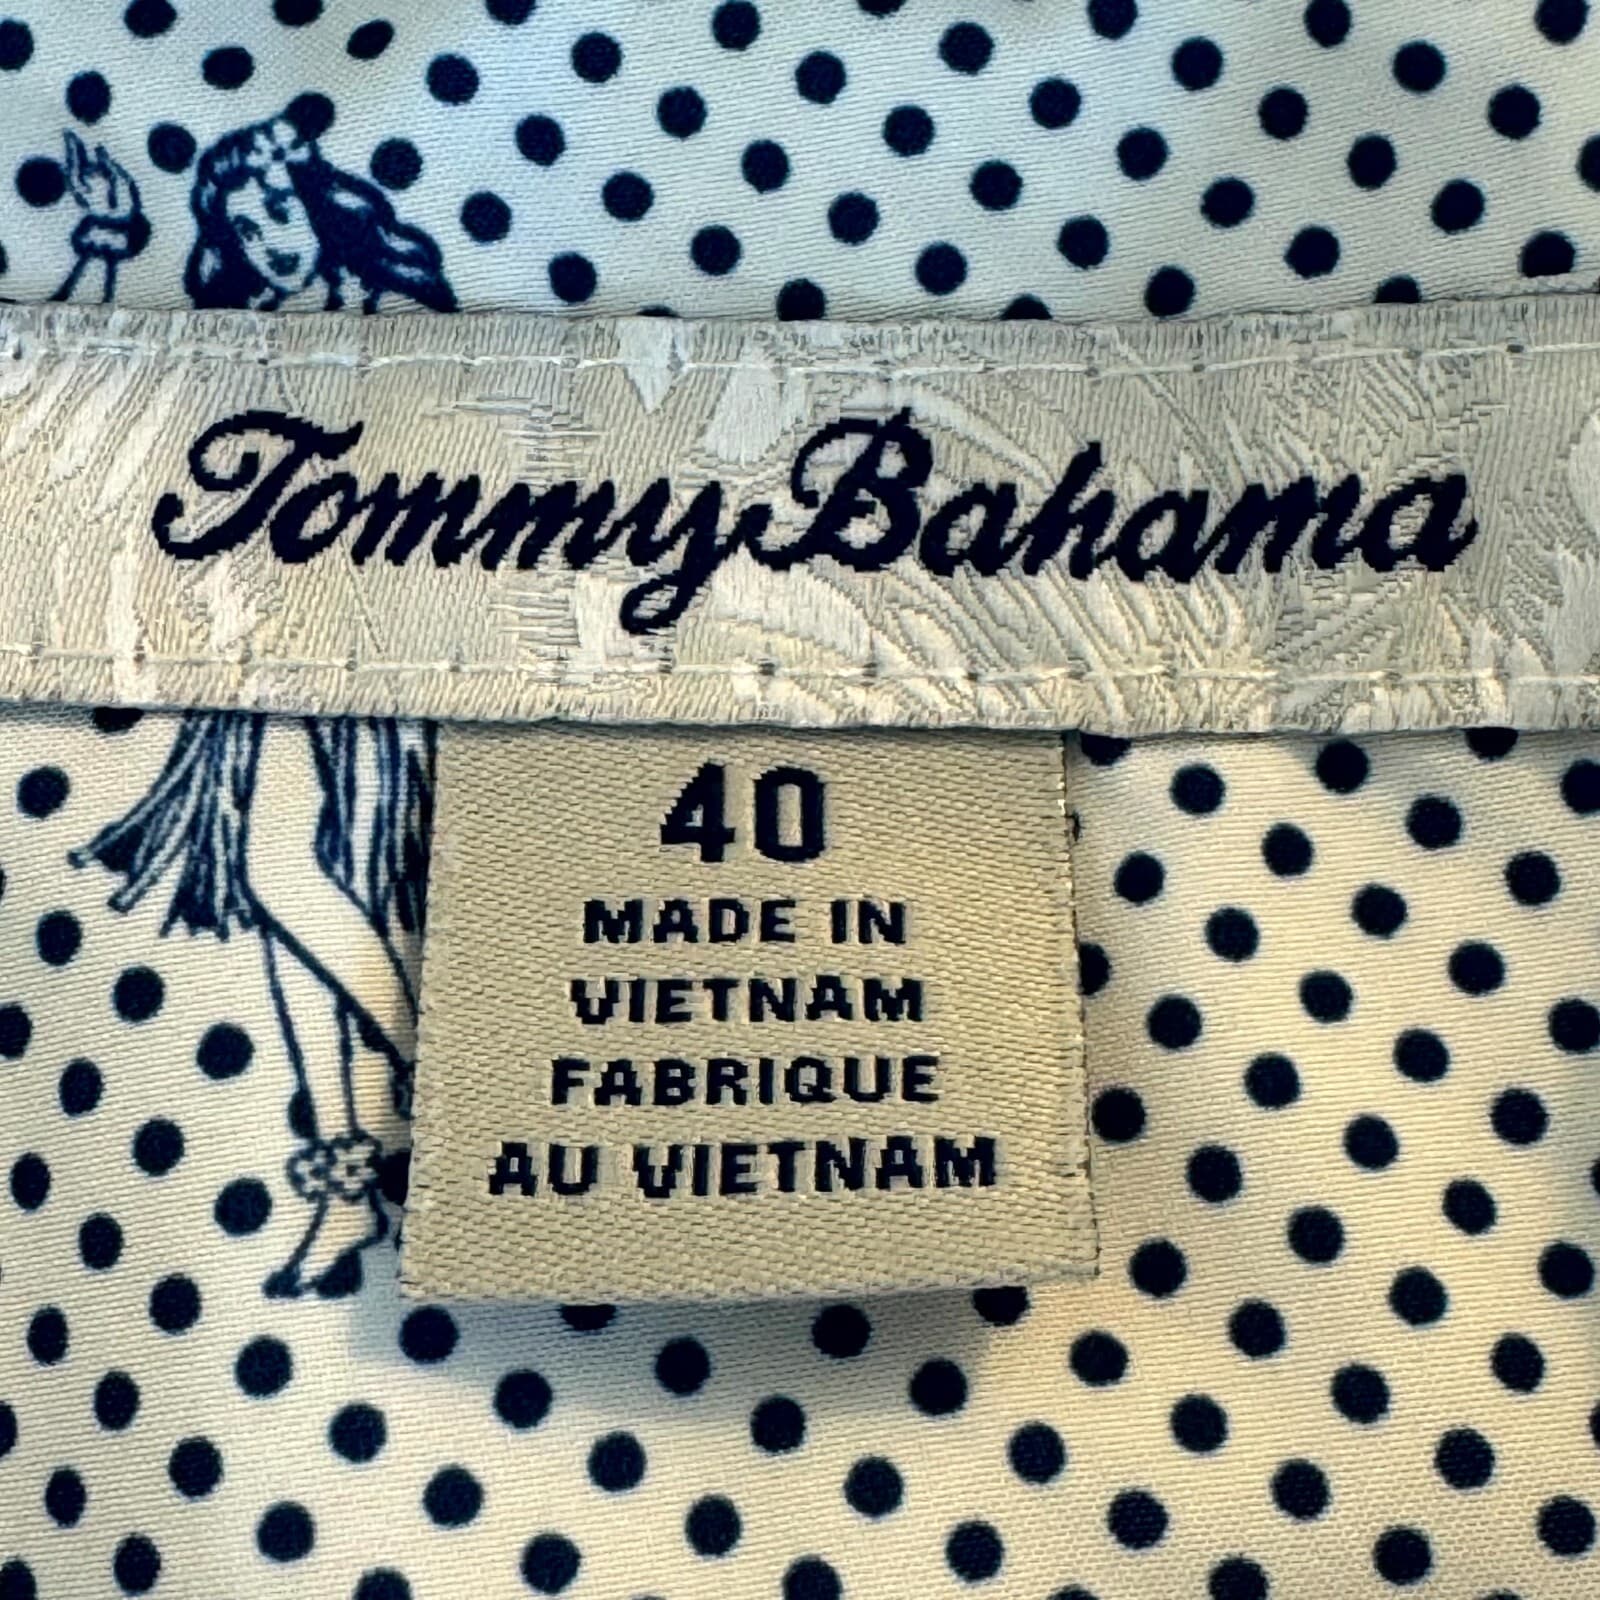 Tommy Bahama
40
MADE IN
VIETNAM
FABRIQUE
AU VIETNAM